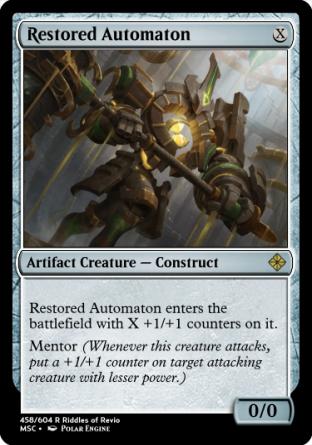 Restored Automaton X
Artifact Creature — Construct
Restored Automaton enters the
battlefield with X +1/+1 counters on it.
Mentor (Whenever this creature attacks,
put a +1/+1 counter on target attacking
creature with lesser power.)
0/0
458/604 R Riddles of Revio
MSC • Polar Engine